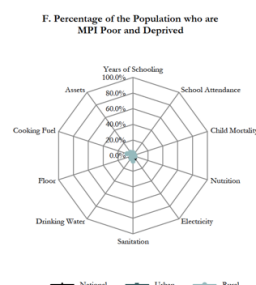 F. Percentage of the Population who are
MPI Poor and Deprived
Years of Schooling
100.0%
Assets
80.0%
School Attendance
60.0%
40.0%
Cooking Fuel
Child Mortality
20.0%
0.0%
Floor
Nutrition
Drinking Water
Electricity
Sanitation
National
Urban
Rural